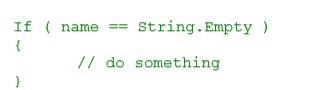 If ( name == String.Empty )
{
// do something
}